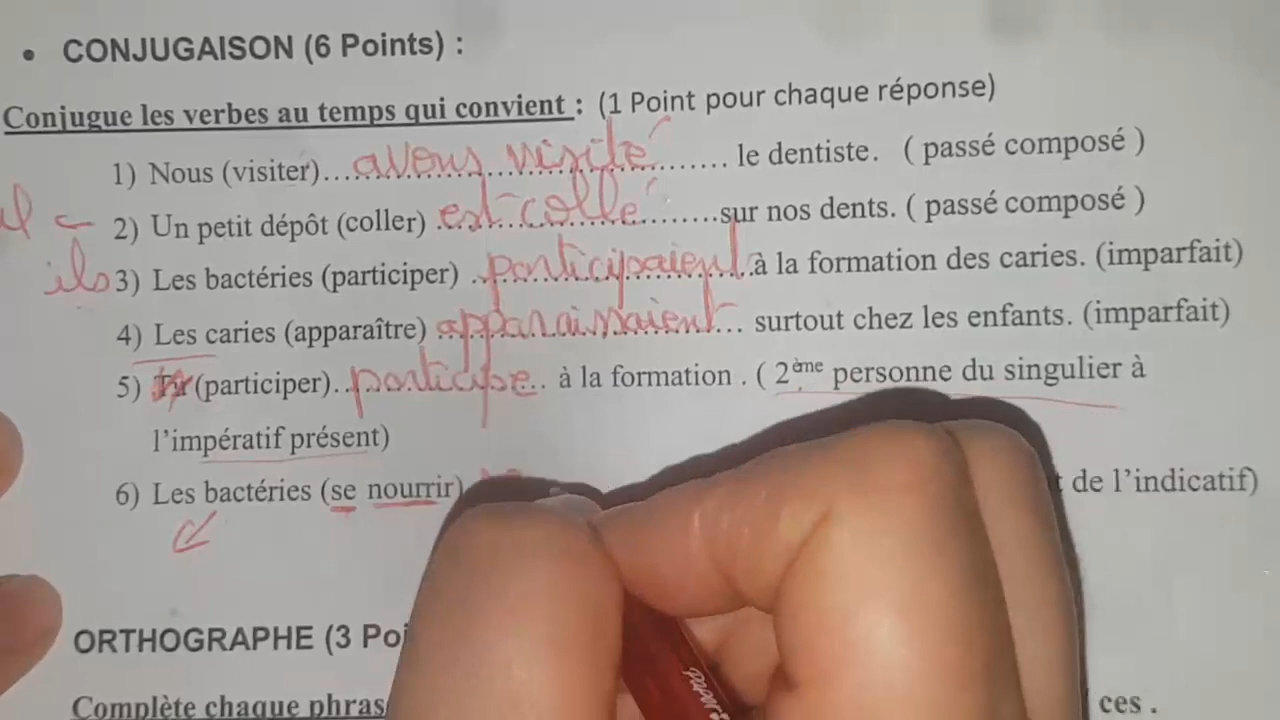 • CONJUGAISON (6 Points) :
Conjugue les verbes au temps qui convient : (1 Point pour chaque réponse)
1) Nous (visiter)...avons visité....... le dentiste. ( passé composé )
il 2) Un petit dépôt (coller) .est collé.........sur nos dents. ( passé composé )
ils 3) Les bactéries (participer) ..participaient..à la formation des caries. (imparfait)
4) Les caries (apparaître) apparaissaient... surtout chez les enfants. (imparfait)
5) Tu (participer)..participe.. à la formation . ( 2ème personne du singulier à
l'impératif présent)
6) Les bactéries (se nourrir) de l'indicatif)
ORTHOGRAPHE (3 Poi
Complète chaque phras ces .
PAPER